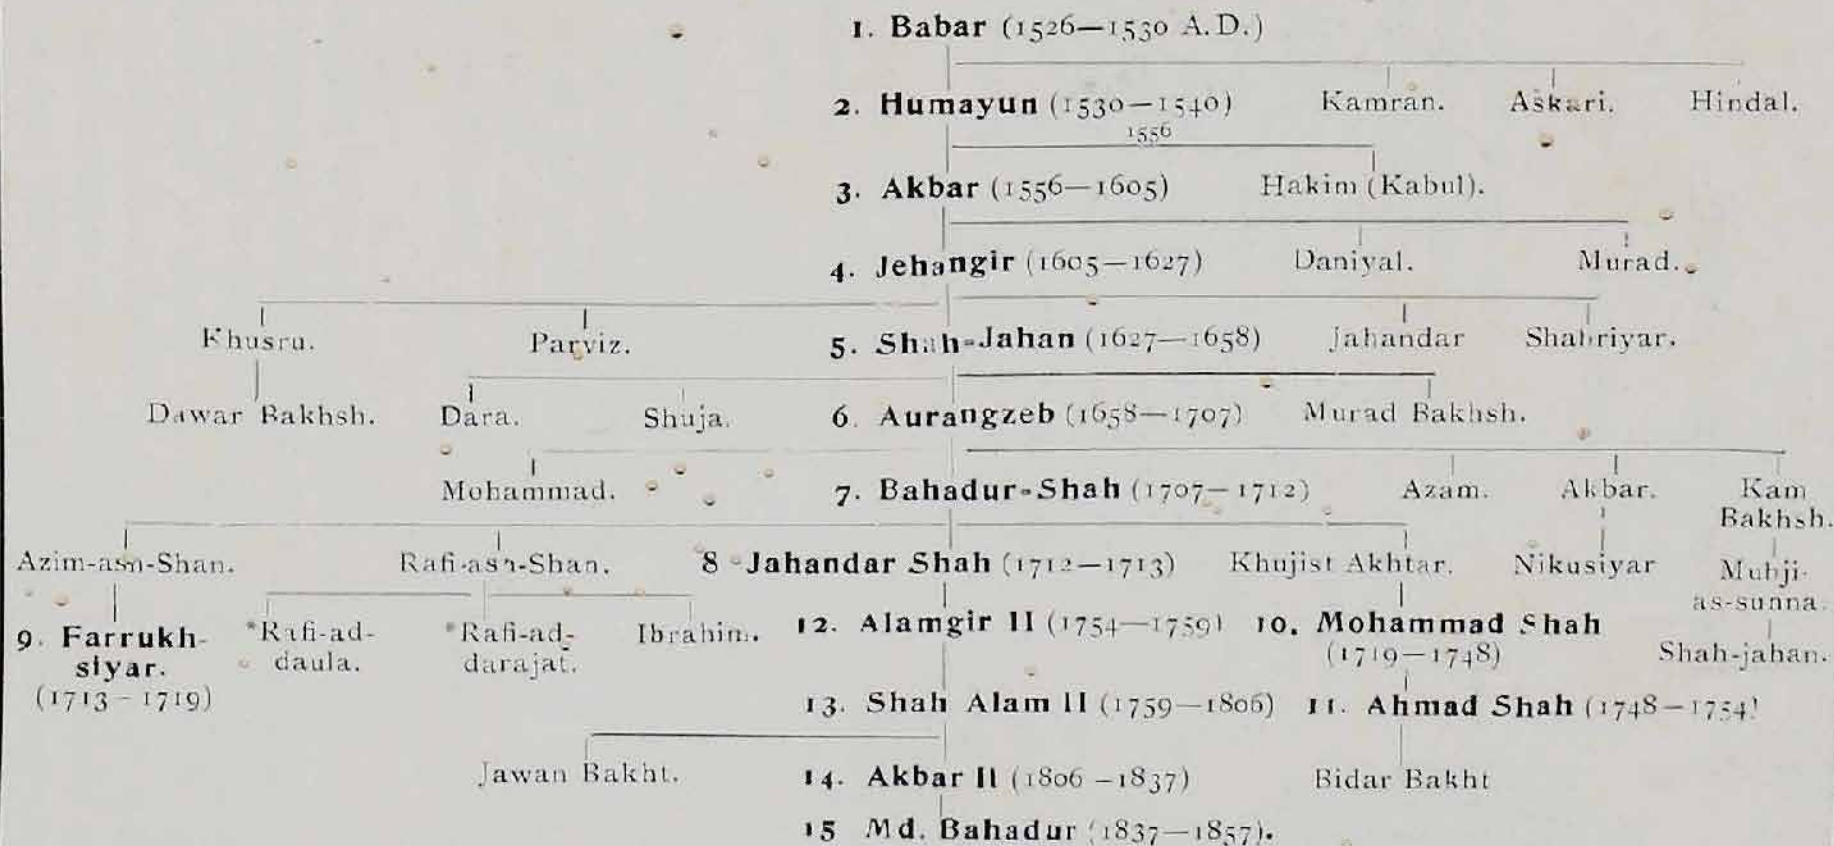 1. Babar (1526—1530 A.D.)
2. Humayun (1530—1540) Kamran. Askari. Hindal.
1556
3. Akbar (1556—1605) Hakim (Kabul).
4. Jehangir (1605—1627) Daniyal. Murad.
Khusru. Parviz. 5. Shah-Jahan (1627—1658) Jahandar Shahriyar.
Dawar Bakhsh. Dara. Shuja. 6. Aurangzeb (1658—1707) Murad Bakhsh.
Mohammad. 7. Bahadur-Shah (1707—1712) Azam. Akbar. Kam
Bakhsh.
Azim-ash-Shan. Rafi-ash-Shan. 8 Jahandar Shah (1712—1713) Khujist Akhtar. Nikusiyar Muhji-
as-sunna.
9. Farrukh- *Rafi-ad- *Rafi-ad- Ibrahim. 12. Alamgir II (1754—1759) 10. Mohammad Shah
siyar. daula. darajat. (1719—1748) Shah-jahan.
(1713–1719) 13. Shah Alam II (1759—1806) 11. Ahmad Shah (1748—1754)
Jawan Bakht. 14. Akbar II (1806–1837) Bidar Bakht
15 Md. Bahadur (1837—1857).